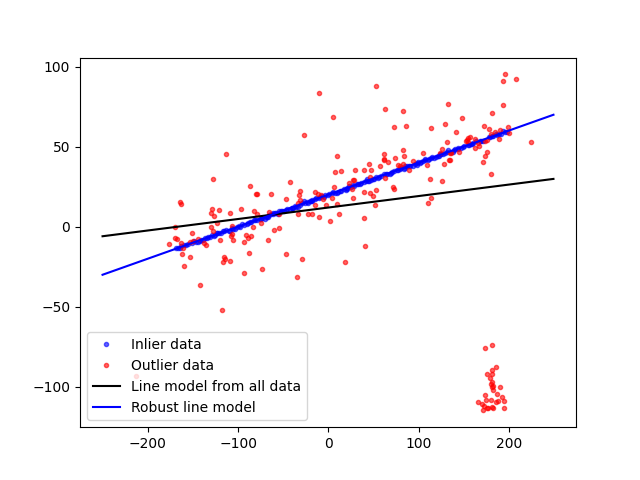 100
50
0
−50
−100
−200
−100
0
100
200
Inlier data
Outlier data
Line model from all data
Robust line model